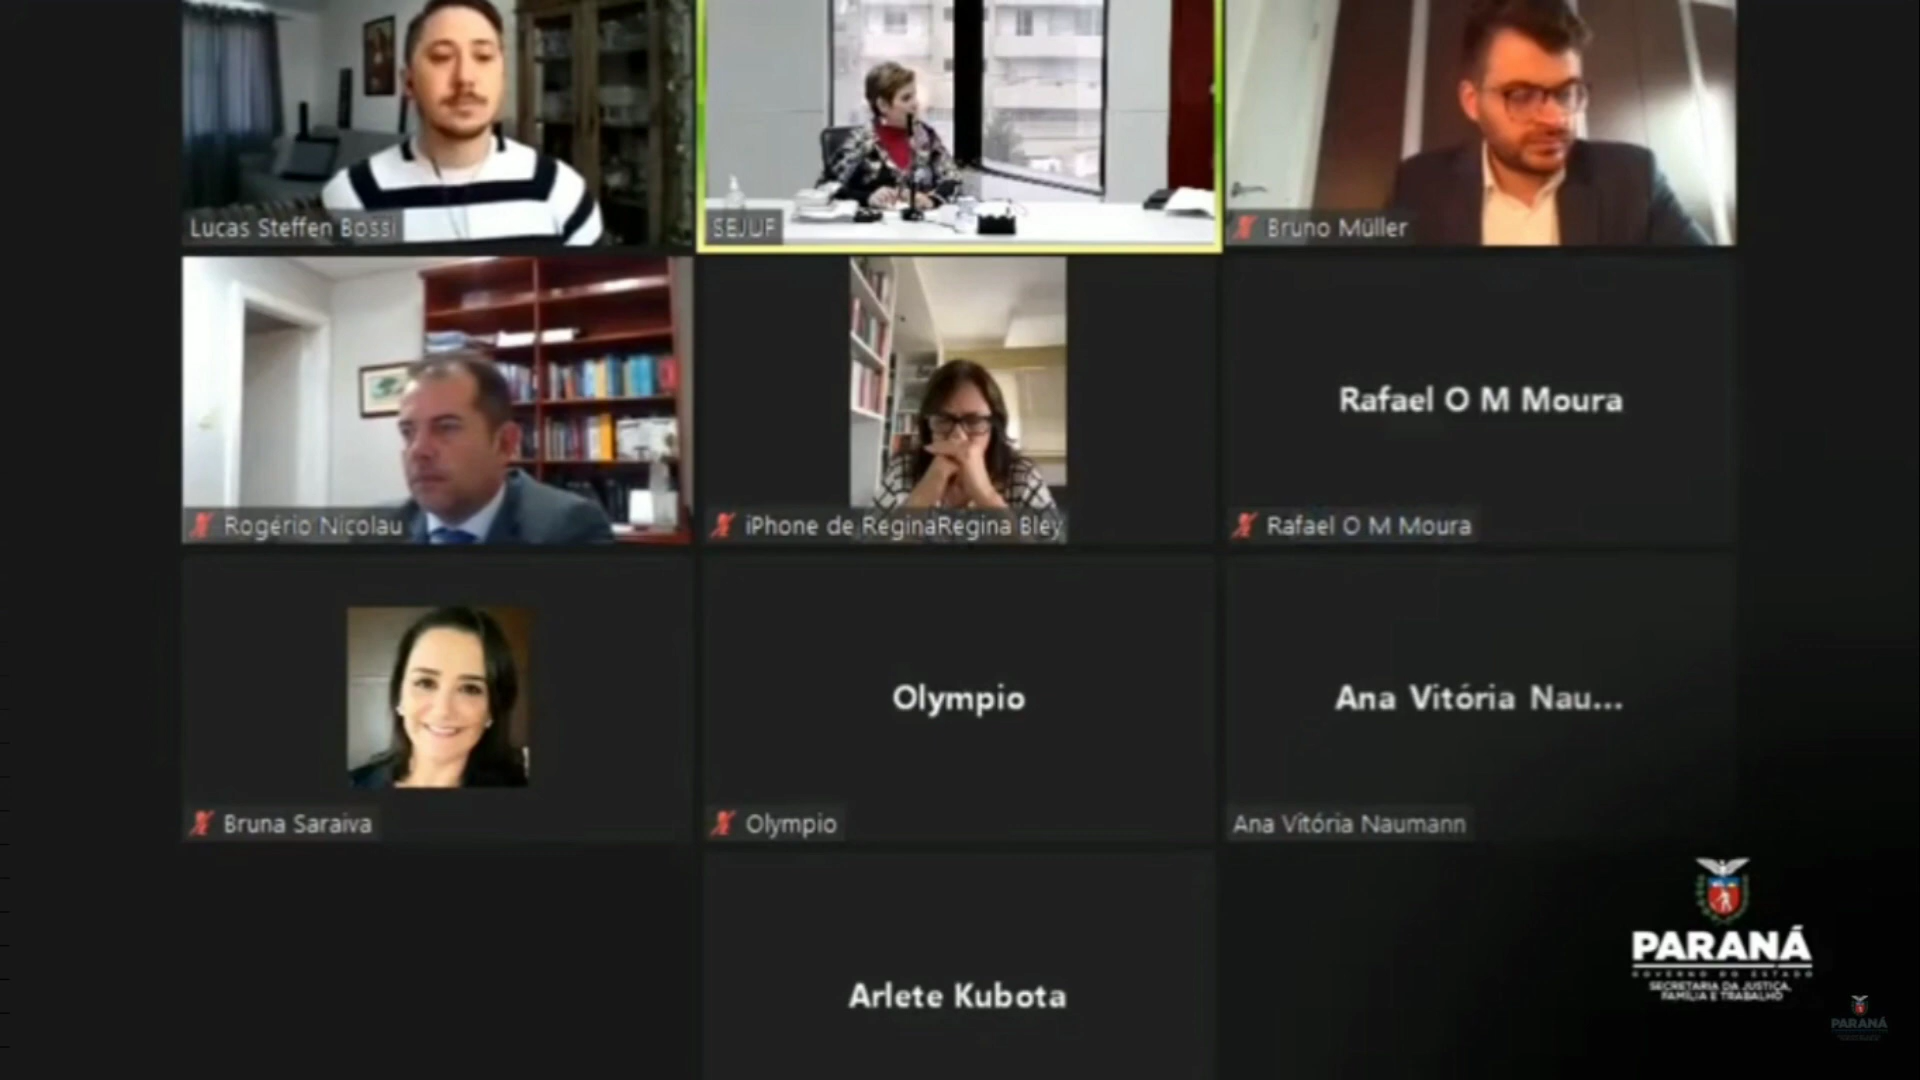 Lucas Steffen Bossi
SEJUF
Bruno Müller
Rogério Nicolau
iPhone de ReginaRegina Bley
Rafael O M Moura
Rafael O M Moura
Bruna Saraiva
Olympio
Olympio
Ana Vitória Nau...
Ana Vitória Naumann
Arlete Kubota
PARANÁ
GOVERNO DO ESTADO
SECRETARIA DA JUSTIÇA,
FAMÍLIA E TRABALHO
PARANÁ